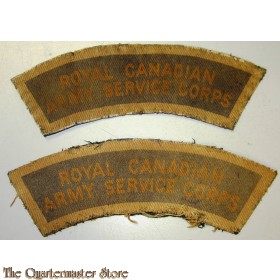 ROYAL CANADIAN
ARMY SERVICE CORPS
ROYAL CANADIAN
ARMY SERVICE CORPS
The Quartermaster Store